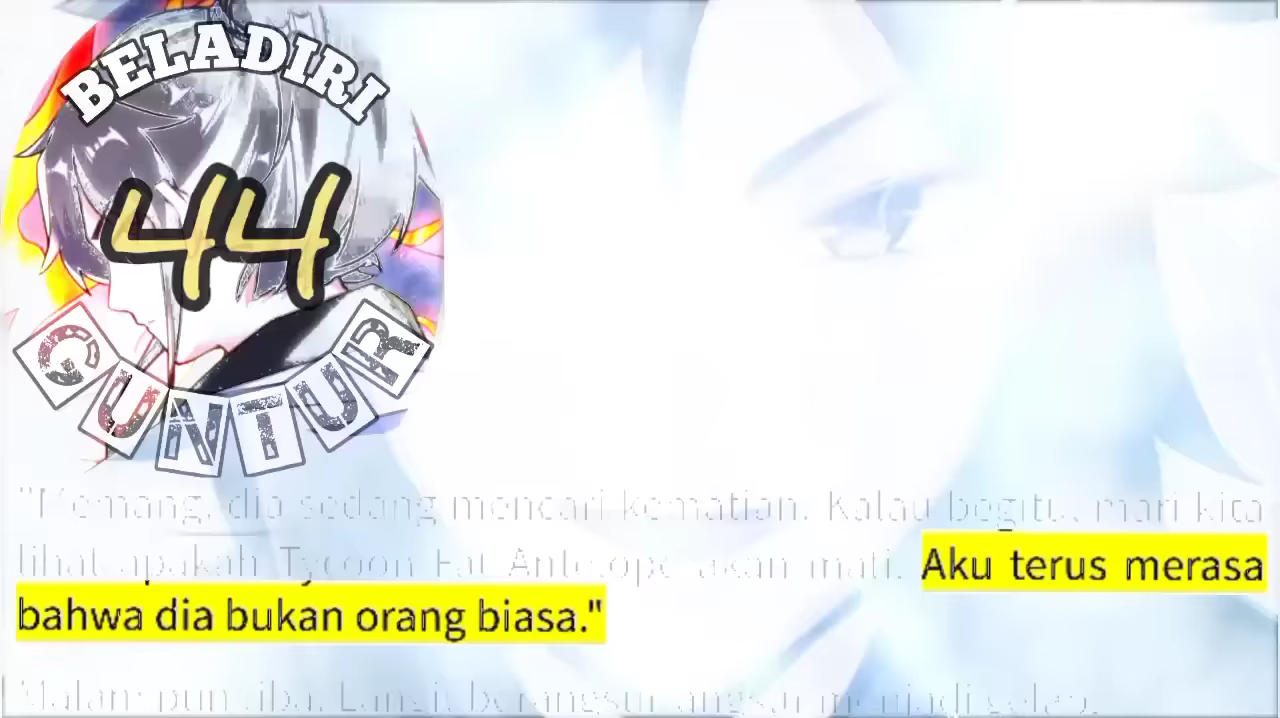 BELADIRI
44
GUNTUR
"Memang, dia sedang mencari kematian. Kalau begitu, mari kita
lihat apakah Tycoon Fat Antelope akan mati. Aku terus merasa
bahwa dia bukan orang biasa."
Malam pun tiba. Langit berangsur-angsur menjadi gelap.